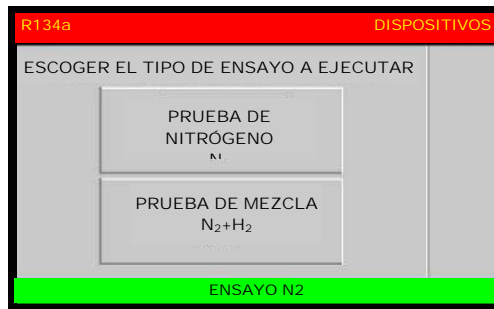 R134a DISPOSITIVOS
ESCOGER EL TIPO DE ENSAYO A EJECUTAR
PRUEBA DE
NITRÓGENO
PRUEBA DE MEZCLA
N₂+H₂
ENSAYO N2